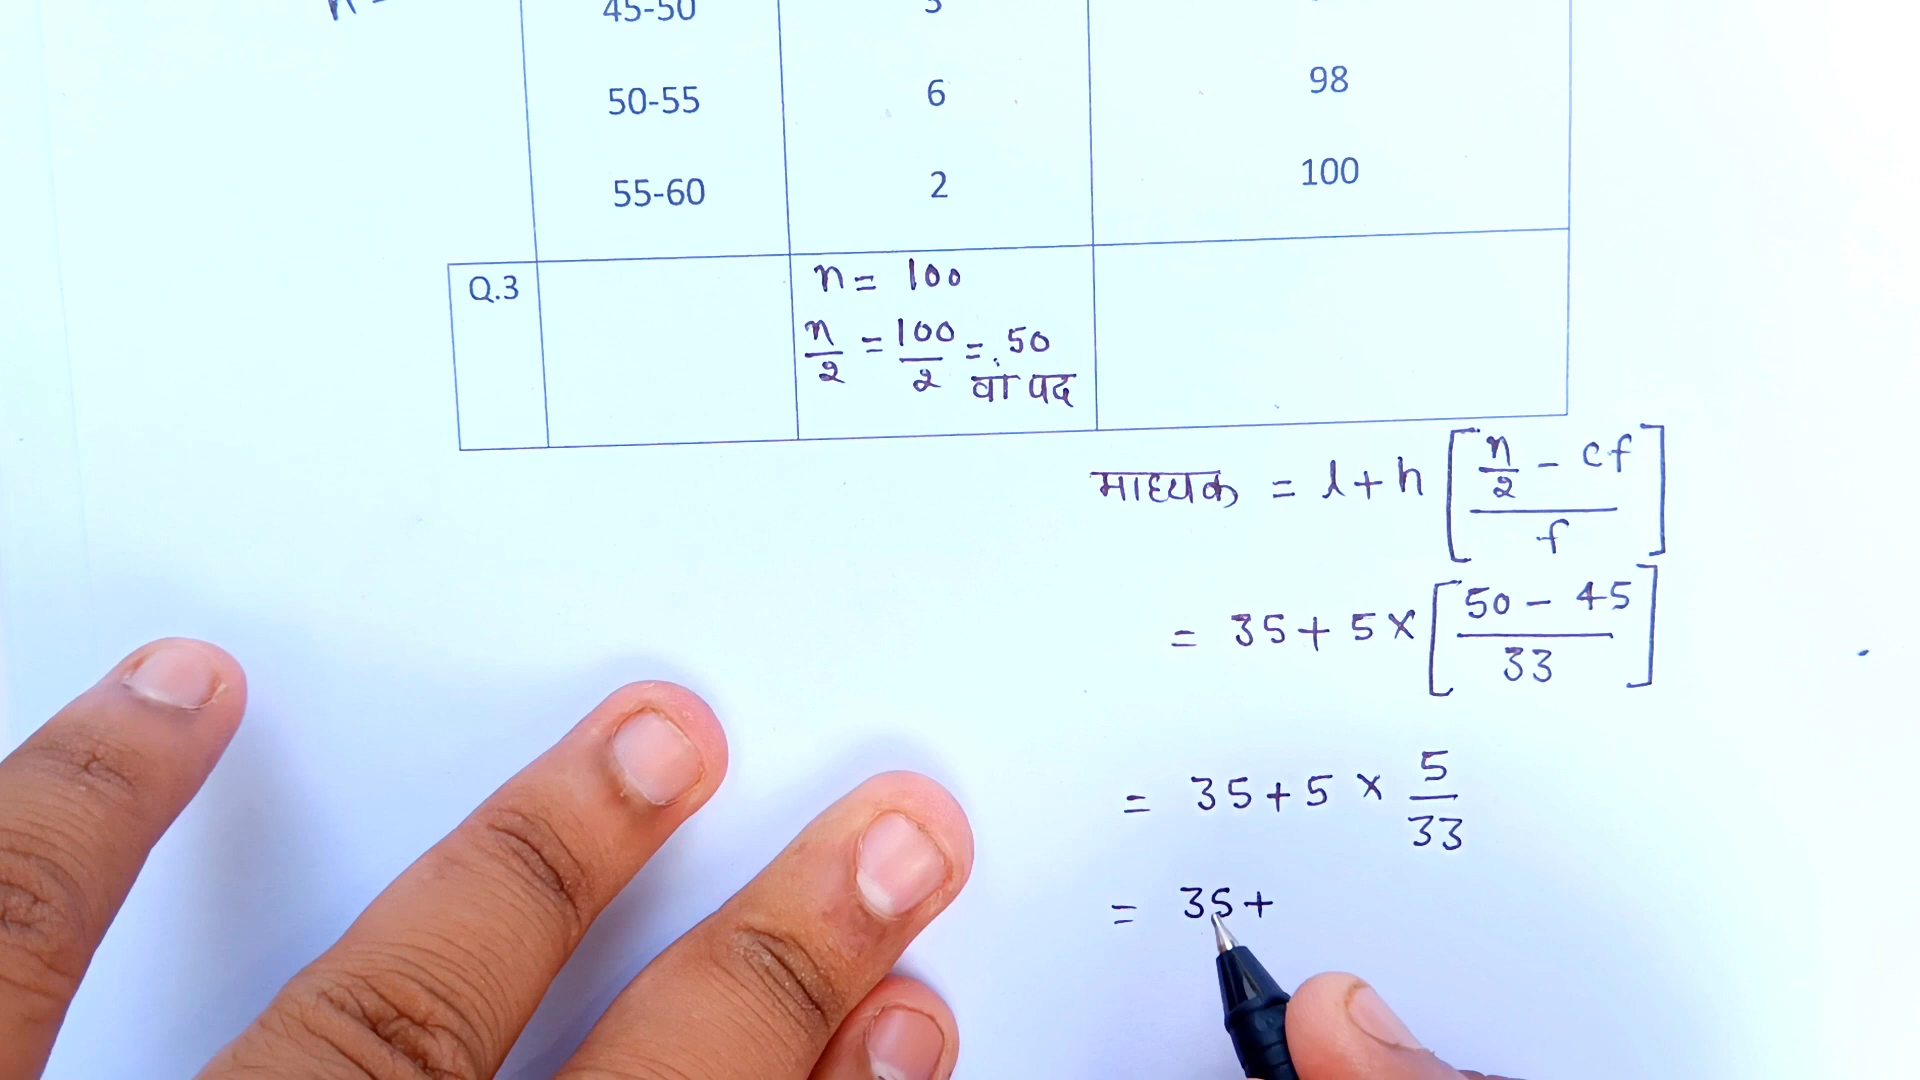 45-50 3
50-55 6 98
55-60 2 100
Q.3 n = 100
n/2 = 100/2 = 50
वां पद
माध्यक = l + h [ (n/2 - cf) / f ]
= 35 + 5 × [ (50 - 45) / 33 ]
= 35 + 5 × 5/33
= 35 +